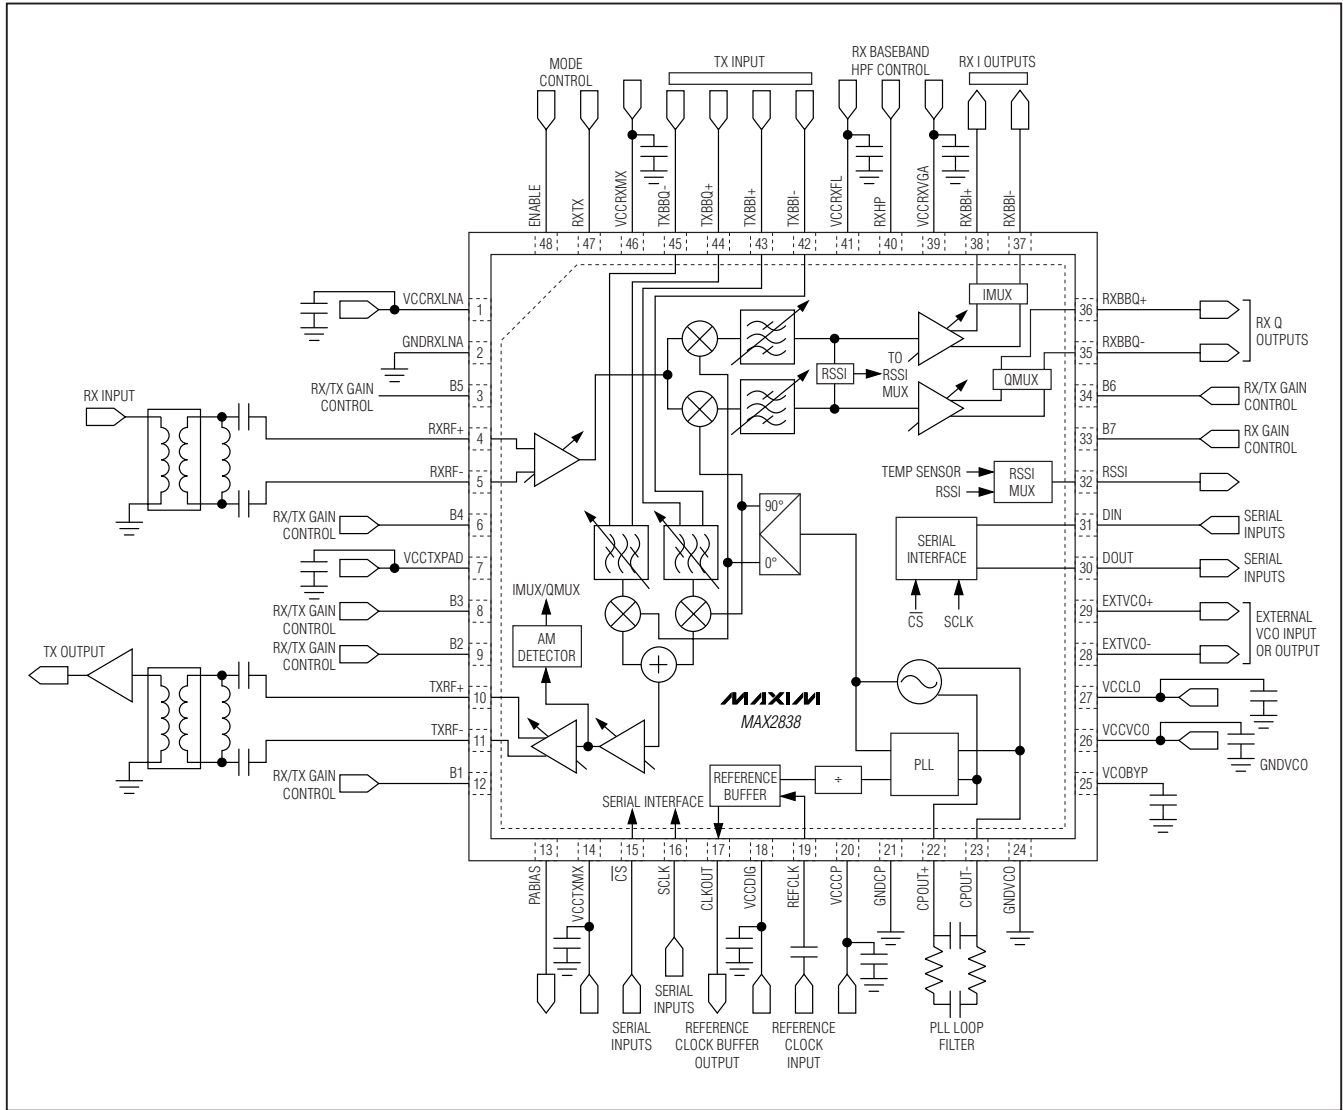 MODE
CONTROL
TX INPUT
RX BASEBAND
HPF CONTROL
RX I OUTPUTS
ENABLE
RXTX
VCCRXMX
TXBBQ-
TXBBQ+
TXBBI+
TXBBI-
VCCRXFL
RXHP
VCCRXVGA
RXBBI+
RXBBI-
48
47
46
45
44
43
42
41
40
39
38
37
VCCRXLNA
1
GNDRXLNA
2
RX/TX GAIN
CONTROL
B5
3
RX INPUT
RXRF+
4
RXRF-
5
RX/TX GAIN
CONTROL
B4
6
VCCTXPAD
7
RX/TX GAIN
CONTROL
B3
8
RX/TX GAIN
CONTROL
B2
9
TX OUTPUT
TXRF+
10
TXRF-
11
RX/TX GAIN
CONTROL
B1
12
IMUX
QMUX
RSSI
TO
RSSI
MUX
TEMP SENSOR
RSSI
RSSI
MUX
90°
0°
SERIAL
INTERFACE
CS
SCLK
IMUX/QMUX
AM
DETECTOR
+
MAXIM
MAX2838
PLL
÷
REFERENCE
BUFFER
SERIAL INTERFACE
36
RXBBQ+
35
RXBBQ-
RX Q
OUTPUTS
34
B6
RX/TX GAIN
CONTROL
33
B7
RX GAIN
CONTROL
32
RSSI
31
DIN
SERIAL
INPUTS
30
DOUT
SERIAL
INPUTS
29
EXTVCO+
28
EXTVCO-
EXTERNAL
VCO INPUT
OR OUTPUT
27
VCCLO
26
VCCVCO
GNDVCO
25
VCOBYP
13
14
15
16
17
18
19
20
21
22
23
24
PABIAS
VCCTXMX
CS
SCLK
CLKOUT
VCCDIG
REFCLK
VCCCP
GNDCP
CPOUT+
CPOUT-
GNDVCO
SERIAL
INPUTS
SERIAL
INPUTS
REFERENCE
CLOCK BUFFER
OUTPUT
REFERENCE
CLOCK
INPUT
PLL LOOP
FILTER